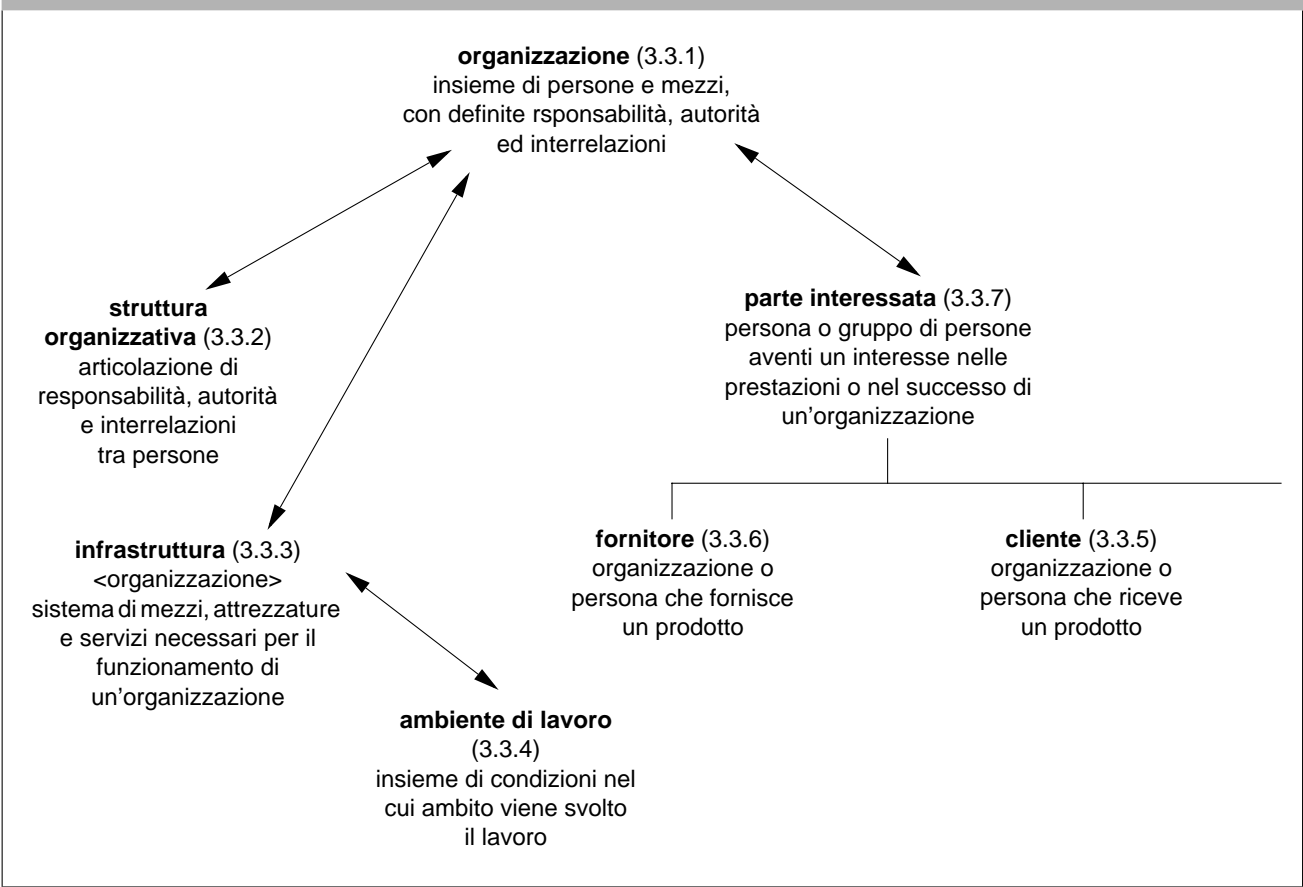 organizzazione (3.3.1)
insieme di persone e mezzi,
con definite rsponsabilità, autorità
ed interrelazioni
struttura
organizzativa (3.3.2)
articolazione di
responsabilità, autorità
e interrelazioni
tra persone
parte interessata (3.3.7)
persona o gruppo di persone
aventi un interesse nelle
prestazioni o nel successo di
un'organizzazione
infrastruttura (3.3.3)
<organizzazione>
sistema di mezzi, attrezzature
e servizi necessari per il
funzionamento di
un'organizzazione
fornitore (3.3.6)
organizzazione o
persona che fornisce
un prodotto
cliente (3.3.5)
organizzazione o
persona che riceve
un prodotto
ambiente di lavoro
(3.3.4)
insieme di condizioni nel
cui ambito viene svolto
il lavoro